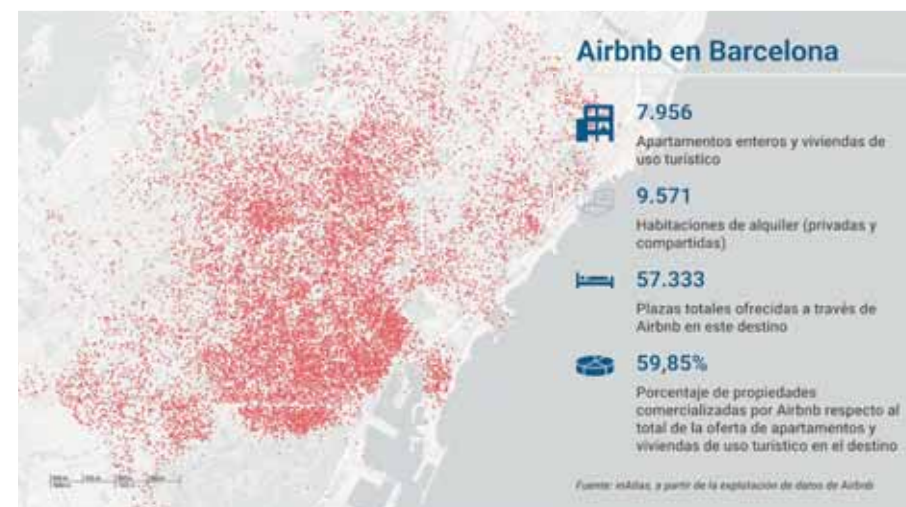 Airbnb en Barcelona
7.956
Apartamentos enteros y viviendas de
uso turístico
9.571
Habitaciones de alquiler (privadas y
compartidas)
57.333
Plazas totales ofrecidas a través de
Airbnb en este destino
59,85%
Porcentaje de propiedades
comercializadas por Airbnb respecto al
total de la oferta de apartamentos y
viviendas de uso turístico en el destino
Fuente: inAtlas, a partir de la explotación de datos de Airbnb